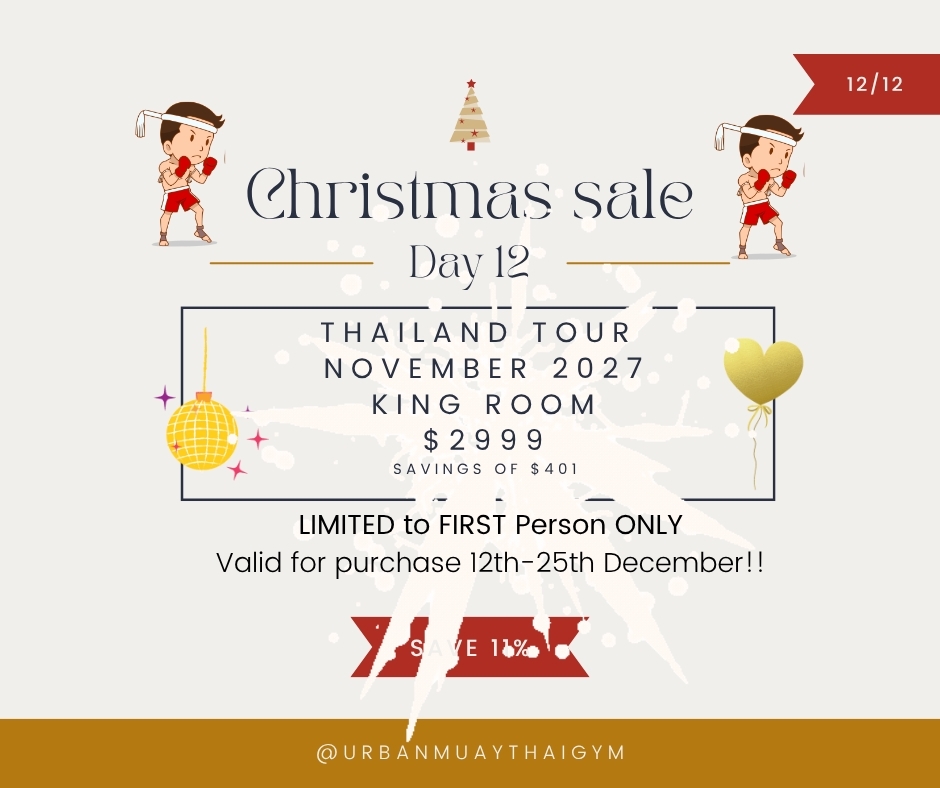 12/12
Christmas sale
Day 12
THAILAND TOUR
NOVEMBER 2027
KING ROOM
$2999
SAVINGS OF $401
LIMITED to FIRST Person ONLY
Valid for purchase 12th-25th December!!
SAVE 11%
@URBANMUAYTHAIGYM